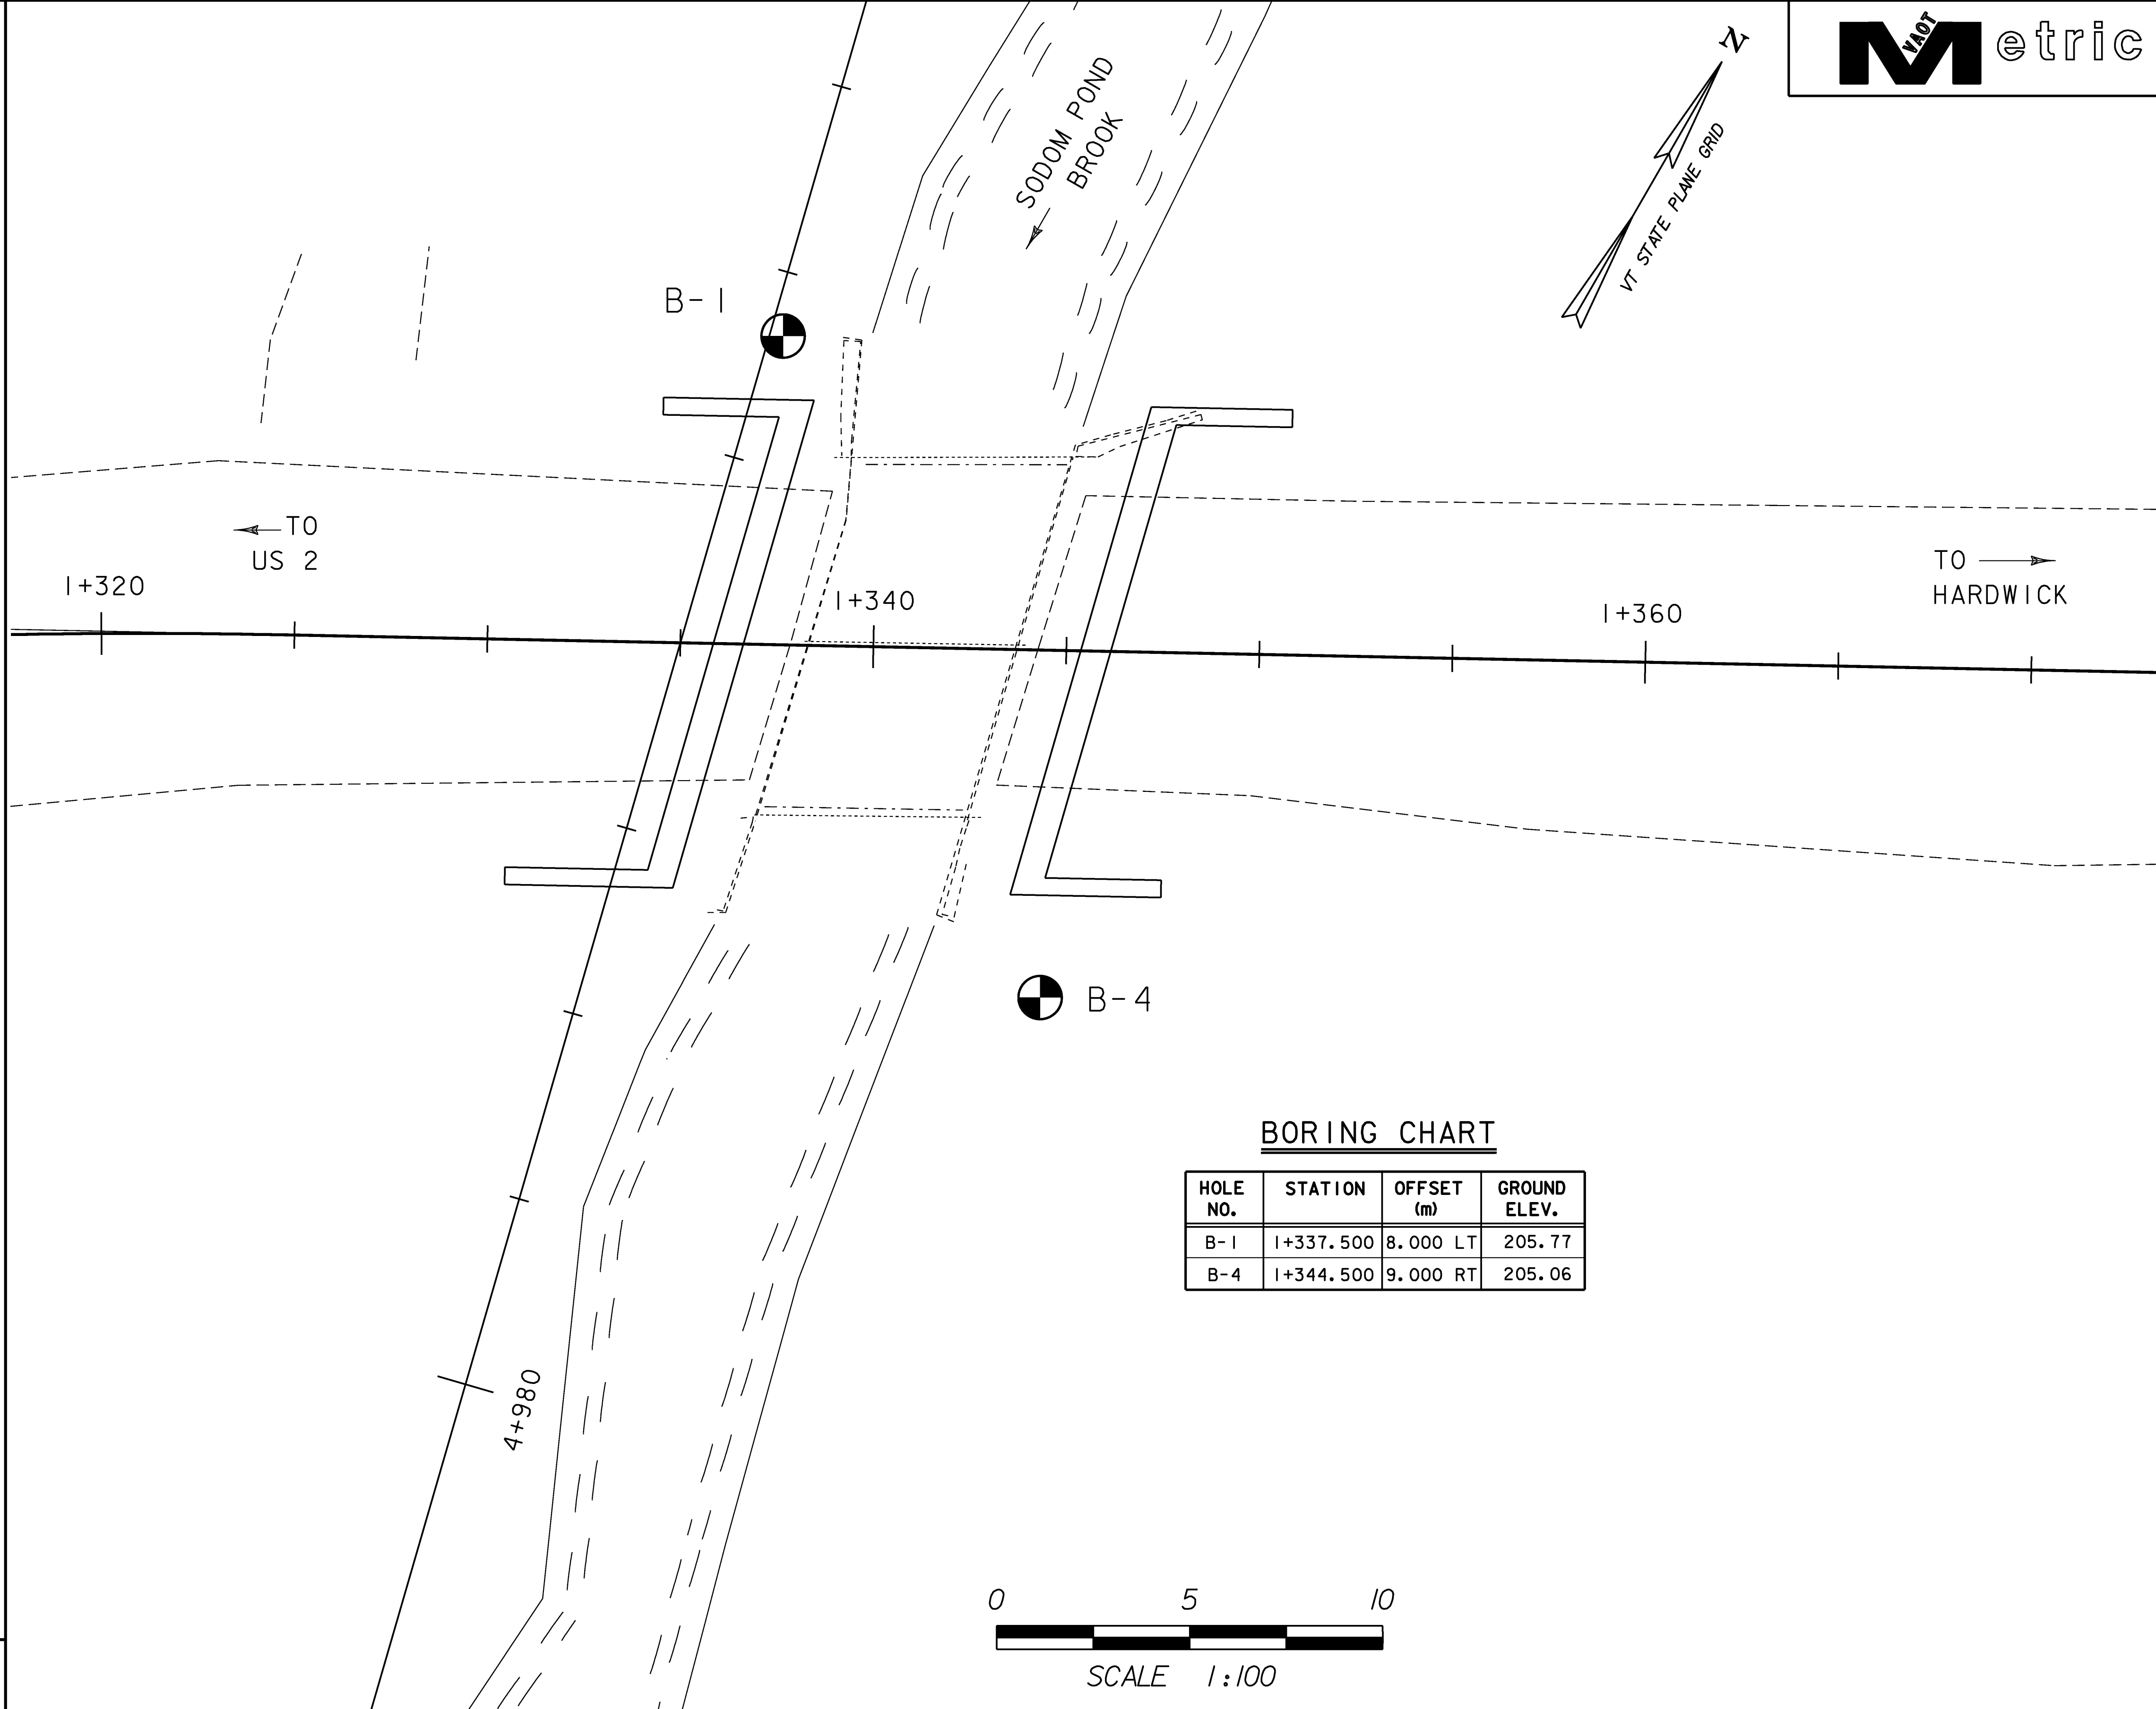 VAOT
Metric
N
VT STATE PLANE GRID
SODOM POND
BROOK
B-1
TO
US 2
TO
HARDWICK
1+320
1+340
1+360
B-4
BORING CHART
HOLE NO. STATION OFFSET (m) GROUND ELEV.
B-1 1+337.500 8.000 LT 205.77
B-4 1+344.500 9.000 RT 205.06
4+980
0 5 10
SCALE 1:100